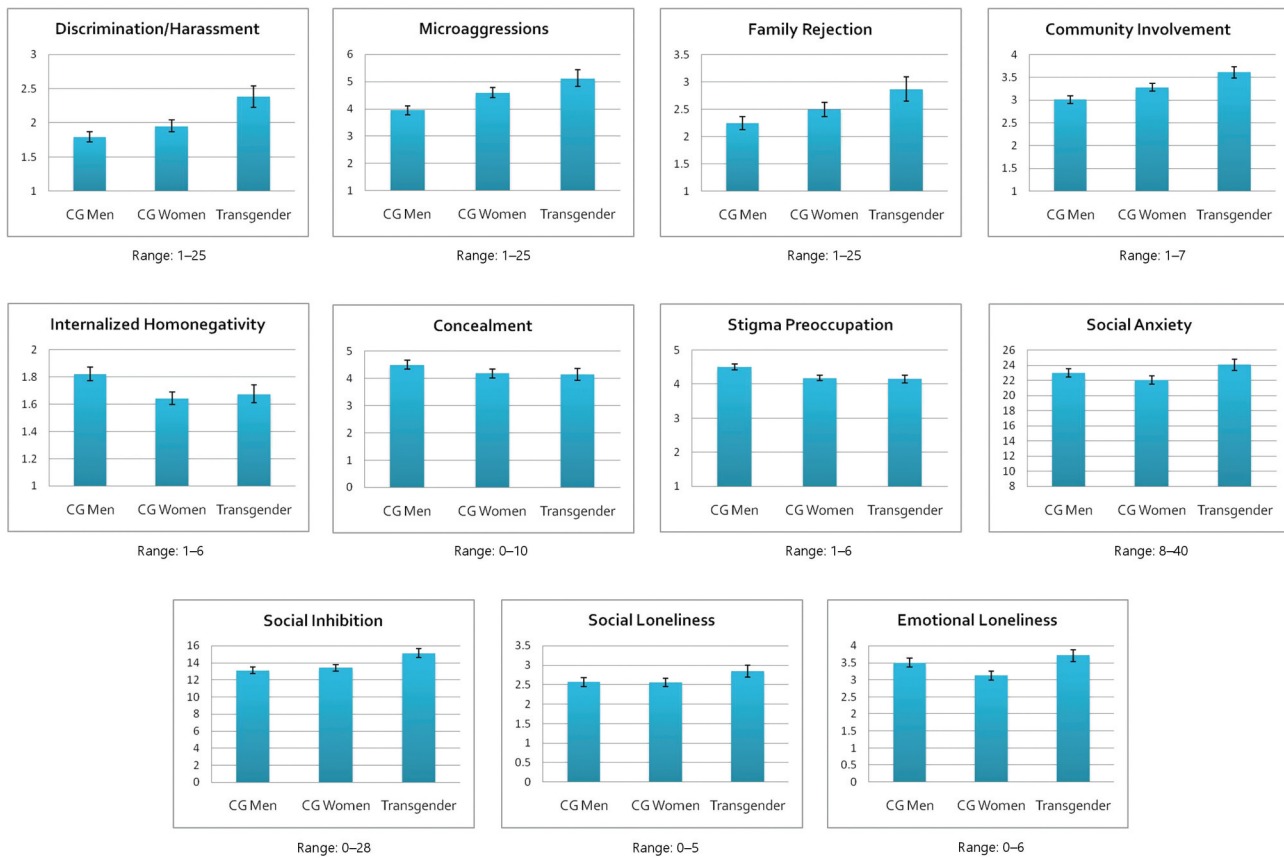 Discrimination/Harassment
3
2.5
2
1.5
1
CG Men CG Women Transgender
Range: 1–25
Microaggressions
6
5
4
3
2
1
CG Men CG Women Transgender
Range: 1–25
Family Rejection
3.5
3
2.5
2
1.5
1
CG Men CG Women Transgender
Range: 1–25
Community Involvement
4
3.5
3
2.5
2
1.5
1
CG Men CG Women Transgender
Range: 1–7
Internalized Homonegativity
2
1.8
1.6
1.4
1.2
1
CG Men CG Women Transgender
Range: 1–6
Concealment
5
4
3
2
1
0
CG Men CG Women Transgender
Range: 0–10
Stigma Preoccupation
5
4
3
2
1
CG Men CG Women Transgender
Range: 1–6
Social Anxiety
26
24
22
20
18
16
14
12
10
8
CG Men CG Women Transgender
Range: 8–40
Social Inhibition
16
14
12
10
8
6
4
2
0
CG Men CG Women Transgender
Range: 0–28
Social Loneliness
3.5
3
2.5
2
1.5
1
0.5
0
CG Men CG Women Transgender
Range: 0–5
Emotional Loneliness
4
3.5
3
2.5
2
1.5
1
0.5
0
CG Men CG Women Transgender
Range: 0–6